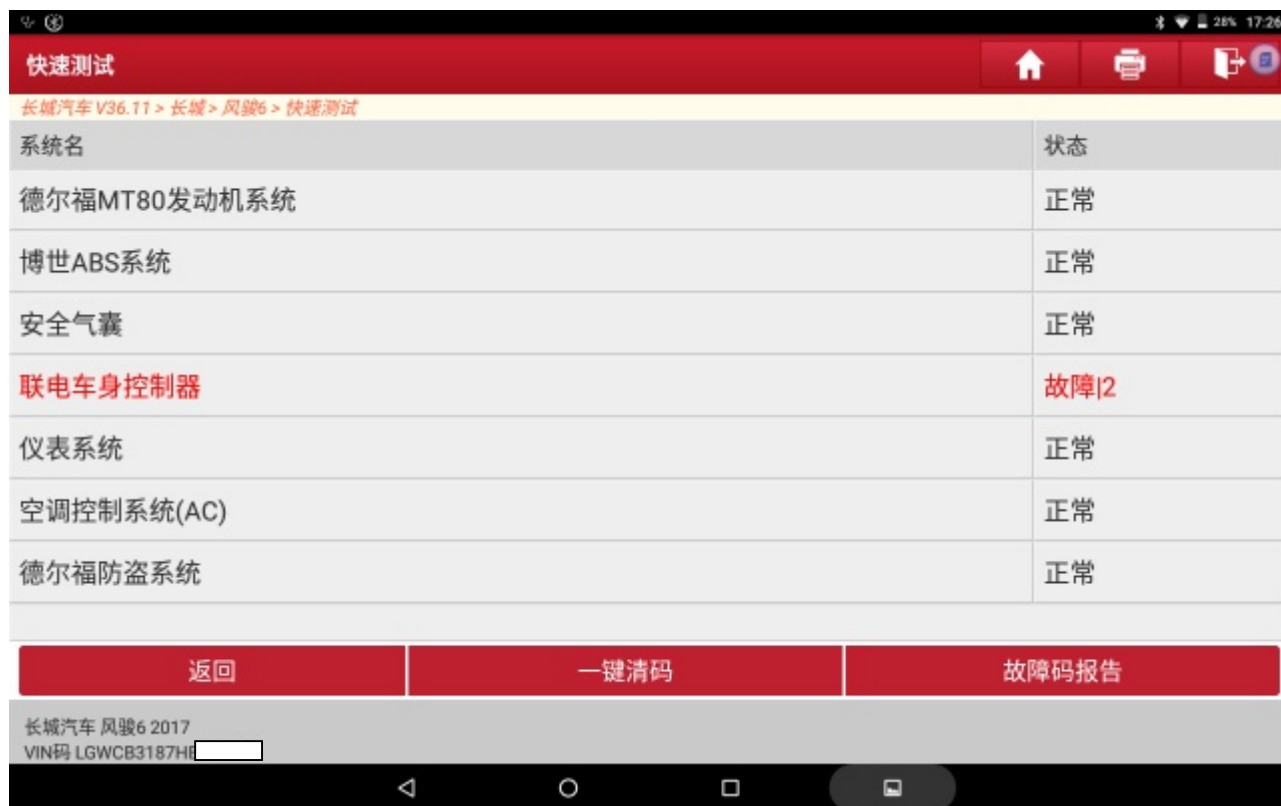 28% 17:26
快速测试
长城汽车 V36.11 > 长城 > 风骏6 > 快速测试
系统名 状态
德尔福MT80发动机系统 正常
博世ABS系统 正常
安全气囊 正常
联电车身控制器 故障|2
仪表系统 正常
空调控制系统(AC) 正常
德尔福防盗系统 正常
返回 一键清码 故障码报告
长城汽车 风骏6 2017
VIN码 LGWCB3187H